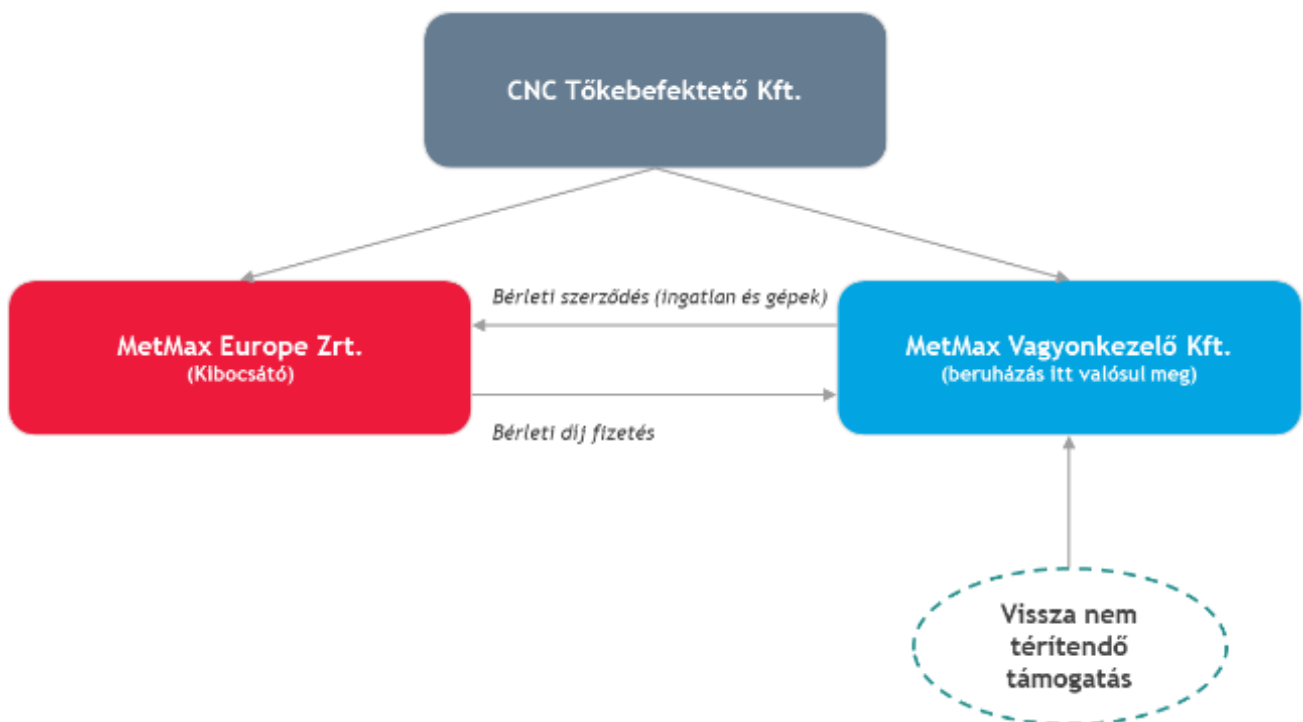 CNC Tőkebefektető Kft.
Bérleti szerződés (ingatlan és gépek)
MetMax Europe Zrt.
(Kibocsátó)
MetMax Vagyonkezelő Kft.
(beruházás itt valósul meg)
Bérleti díj fizetés
Vissza nem
térítendő
támogatás